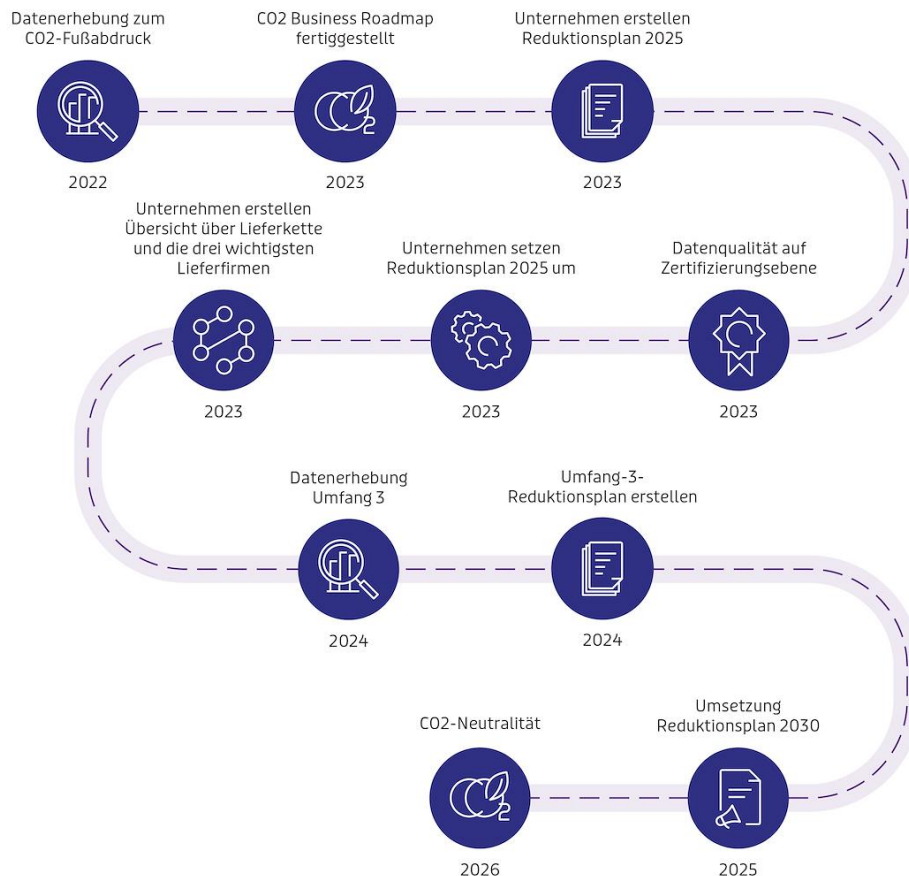 Datenerhebung zum
CO2-Fußabdruck
2022
CO2 Business Roadmap
fertiggestellt
2023
Unternehmen erstellen
Reduktionsplan 2025
2023
Datenqualität auf
Zertifizierungsebene
2023
Unternehmen setzen
Reduktionsplan 2025 um
2023
Unternehmen erstellen
Übersicht über Lieferkette
und die drei wichtigsten
Lieferfirmen
2023
Datenerhebung
Umfang 3
2024
Umfang-3-
Reduktionsplan erstellen
2024
Umsetzung
Reduktionsplan 2030
2025
CO2-Neutralität
2026